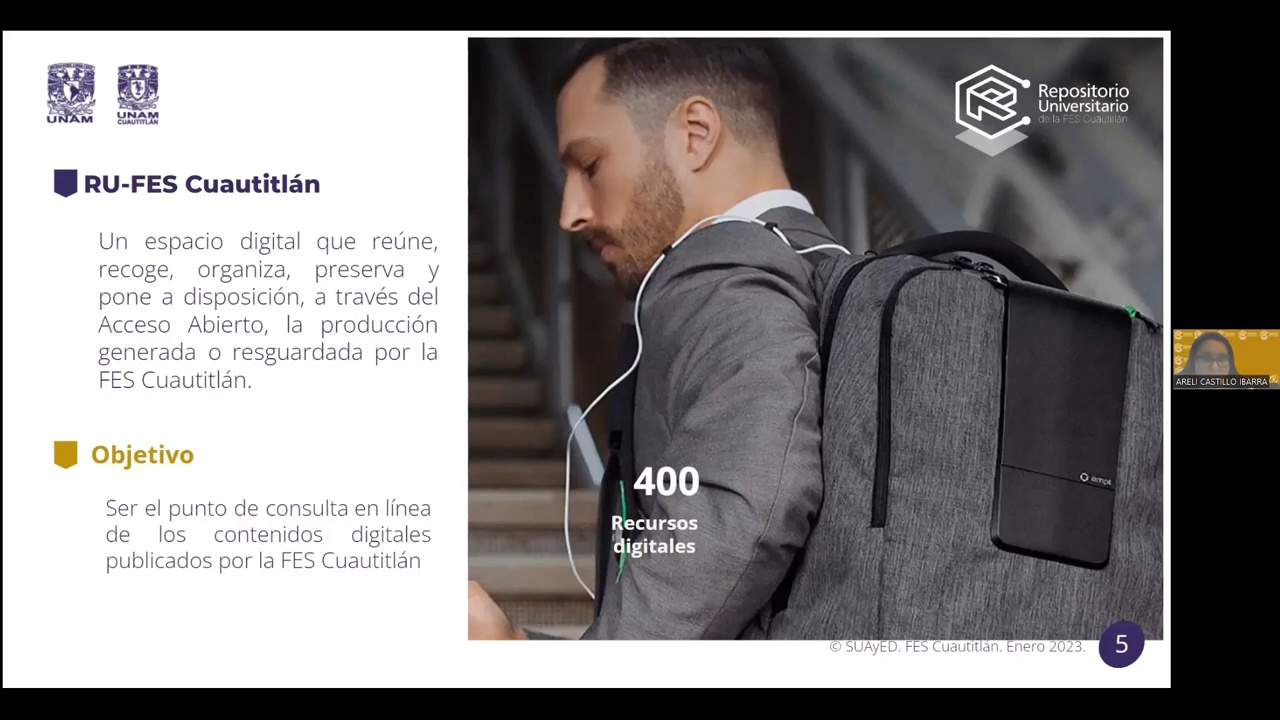 UNAM
UNAM
CUAUTITLÁN
RU-FES Cuautitlán
Un espacio digital que reúne,
recoge, organiza, preserva y
pone a disposición, a través del
Acceso Abierto, la producción
generada o resguardada por la
FES Cuautitlán.
Objetivo
Ser el punto de consulta en línea
de los contenidos digitales
publicados por la FES Cuautitlán
Repositorio
Universitario
de la FES Cuautitlán
400
Recursos
digitales
ampl
© SUAyED. FES Cuautitlán. Enero 2023.
5
ARELI CASTILLO IBARRA